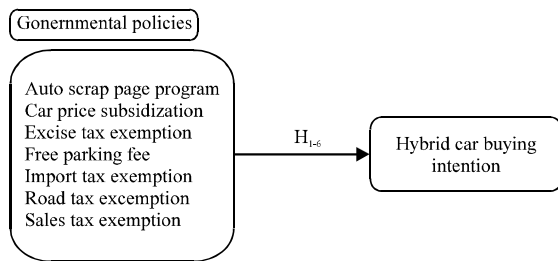 Gonernmental policies
Auto scrap page program
Car price subsidization
Excise tax exemption
Free parking fee
Import tax exemption
Road tax excemption
Sales tax exemption
H1-6
Hybrid car buying
intention